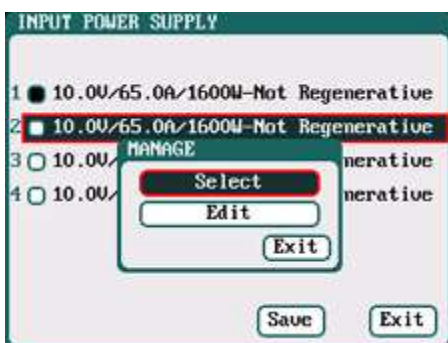 INPUT POWER SUPPLY
1 10.0V/65.0A/1600W-Not Regenerative
2 10.0V/65.0A/1600W-Not Regenerative
3 10.0V/ nerative
4 10.0V/ nerative
MANAGE
Select
Edit
Exit
Save Exit